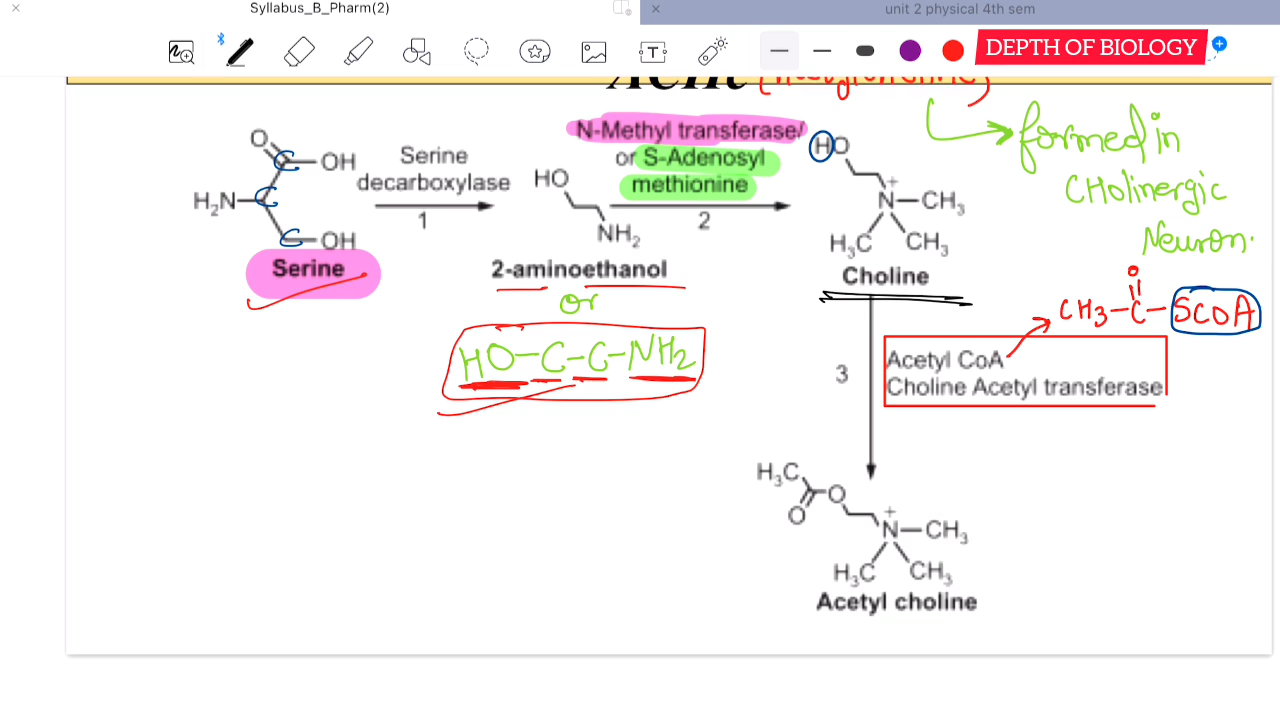 Syllabus_B_Pharm(2)
unit 2 physical 4th sem
DEPTH OF BIOLOGY
O
OH
H₂N
OH
Serine
Serine
decarboxylase
1
HO
NH₂
2-aminoethanol
or
HO-C-C-NH₂
N-Methyl transferase/
or S-Adenosyl
methionine
2
HO
N⁺—CH₃
H₃C CH₃
Choline
formed in
CHolinergic
Neuron.
O
CH3-C-SCOA
3
Acetyl CoA
Choline Acetyl transferase
H₃C
O
O
N⁺—CH₃
H₃C CH₃
Acetyl choline